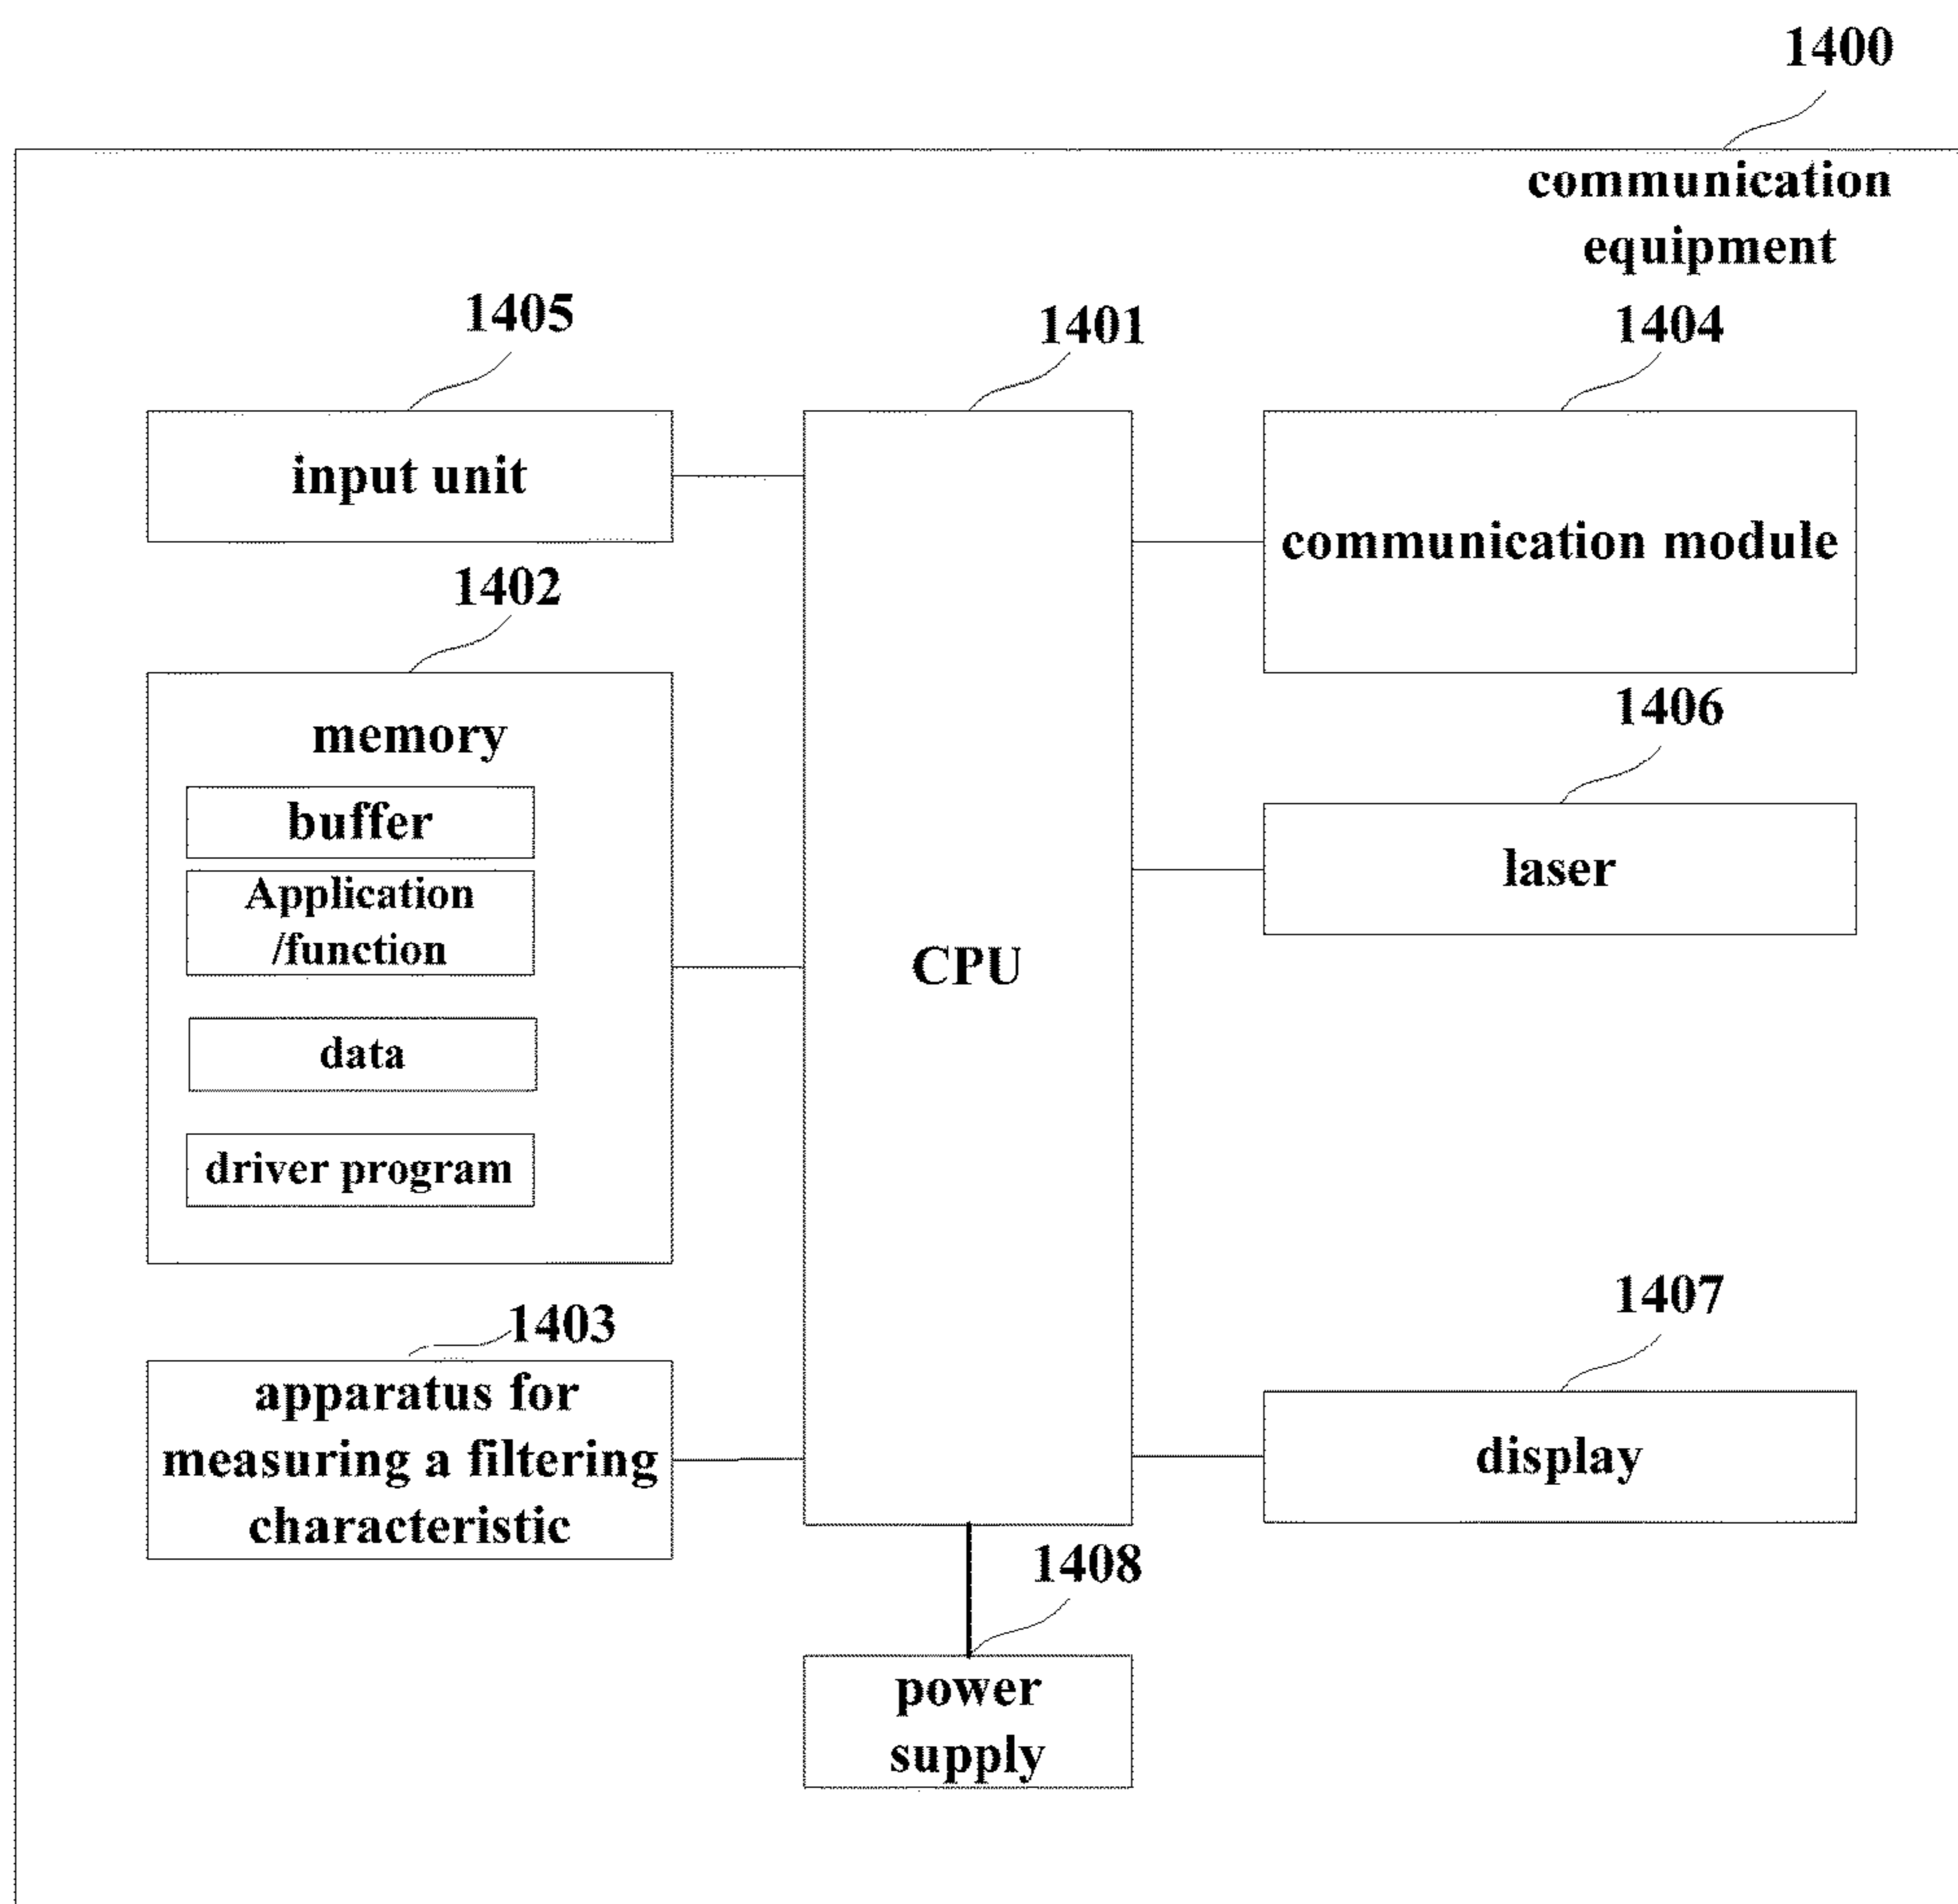 1400
communication
equipment
1405
1401
1404
input unit
communication module
1402
1406
memory
buffer
Application
/function
data
driver program
laser
CPU
1403
1407
apparatus for
measuring a filtering
characteristic
display
1408
power
supply